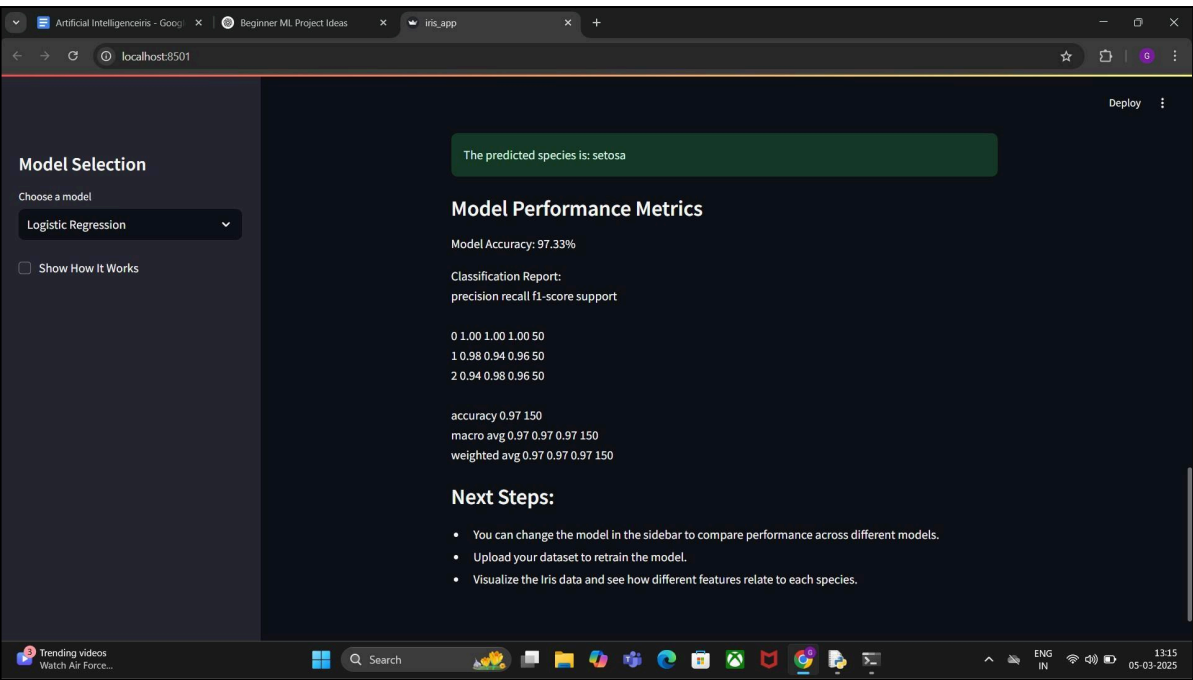 Artificial Intelligenceiris - Goog
Beginner ML Project Ideas
iris_app
localhost:8501
G
Deploy
Model Selection
Choose a model
Logistic Regression
Show How It Works
The predicted species is: setosa
Model Performance Metrics
Model Accuracy: 97.33%
Classification Report:
precision recall f1-score support
0 1.00 1.00 1.00 50
1 0.98 0.94 0.96 50
2 0.94 0.98 0.96 50
accuracy 0.97 150
macro avg 0.97 0.97 0.97 150
weighted avg 0.97 0.97 0.97 150
Next Steps:
• You can change the model in the sidebar to compare performance across different models.
• Upload your dataset to retrain the model.
• Visualize the Iris data and see how different features relate to each species.
3
Trending videos
Watch Air Force...
Search
G
ENG
IN
13:15
05-03-2025